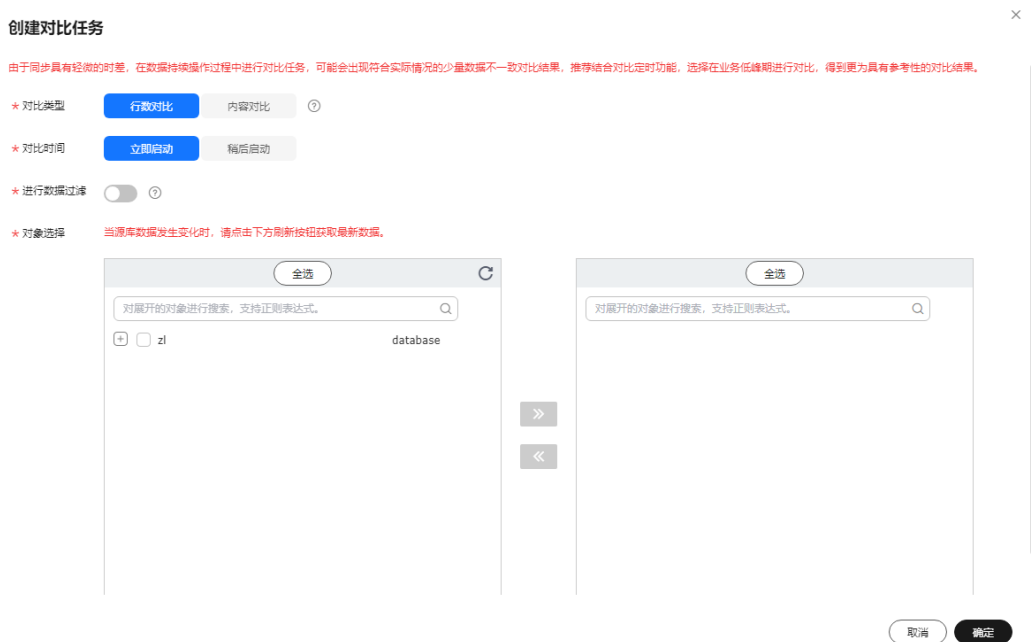 创建对比任务
由于同步具有轻微的时差，在数据持续操作过程中进行对比任务，可能会出现符合实际情况的少量数据不一致对比结果，推荐结合对比定时功能，选择在业务低峰期进行对比，得到更为具有参考性的对比结果。
* 对比类型 行数对比 内容对比
* 对比时间 立即启动 稍后启动
* 进行数据过滤
* 对象选择 当源库数据发生变化时，请点击下方刷新按钮获取最新数据。
全选 全选
对展开的对象进行搜索，支持正则表达式。 对展开的对象进行搜索，支持正则表达式。
zl database
取消 确定